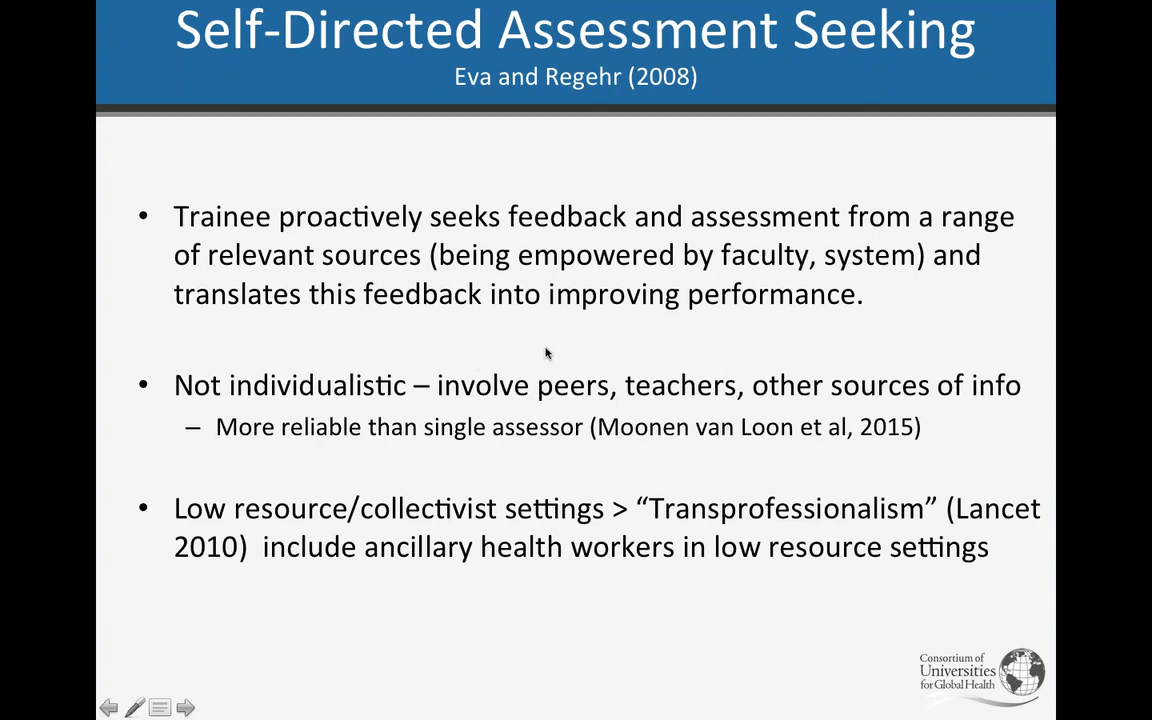 Self-Directed Assessment Seeking
Eva and Regehr (2008)
• Trainee proactively seeks feedback and assessment from a range
of relevant sources (being empowered by faculty, system) and
translates this feedback into improving performance.
• Not individualistic – involve peers, teachers, other sources of info
– More reliable than single assessor (Moonen van Loon et al, 2015)
• Low resource/collectivist settings > “Transprofessionalism” (Lancet
2010)  include ancillary health workers in low resource settings
Consortium of
Universities
for Global Health